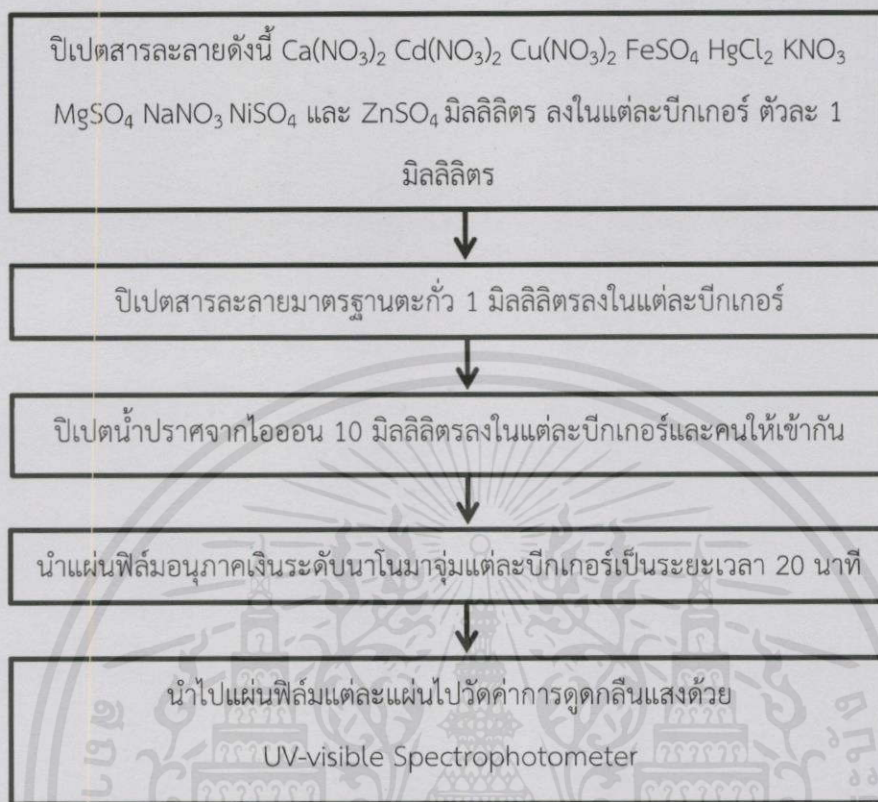 ปิเปตสารละลายดังนี้ Ca(NO₃)₂ Cd(NO₃)₂ Cu(NO₃)₂ FeSO₄ HgCl₂ KNO₃
MgSO₄ NaNO₃ NiSO₄ และ ZnSO₄ มิลลิลิตร ลงในแต่ละบีกเกอร์ ตัวละ 1
มิลลิลิตร
ปิเปตสารละลายมาตรฐานตะกั่ว 1 มิลลิลิตรลงในแต่ละบีกเกอร์
ปิเปตน้ำปราศจากไอออน 10 มิลลิลิตรลงในแต่ละบีกเกอร์และคนให้เข้ากัน
นำแผ่นฟิล์มอนุภาคเงินระดับนาโนมาจุ่มแต่ละบีกเกอร์เป็นระยะเวลา 20 นาที
นำไปแผ่นฟิล์มแต่ละแผ่นไปวัดค่าการดูดกลืนแสงด้วย
UV-visible Spectrophotometer